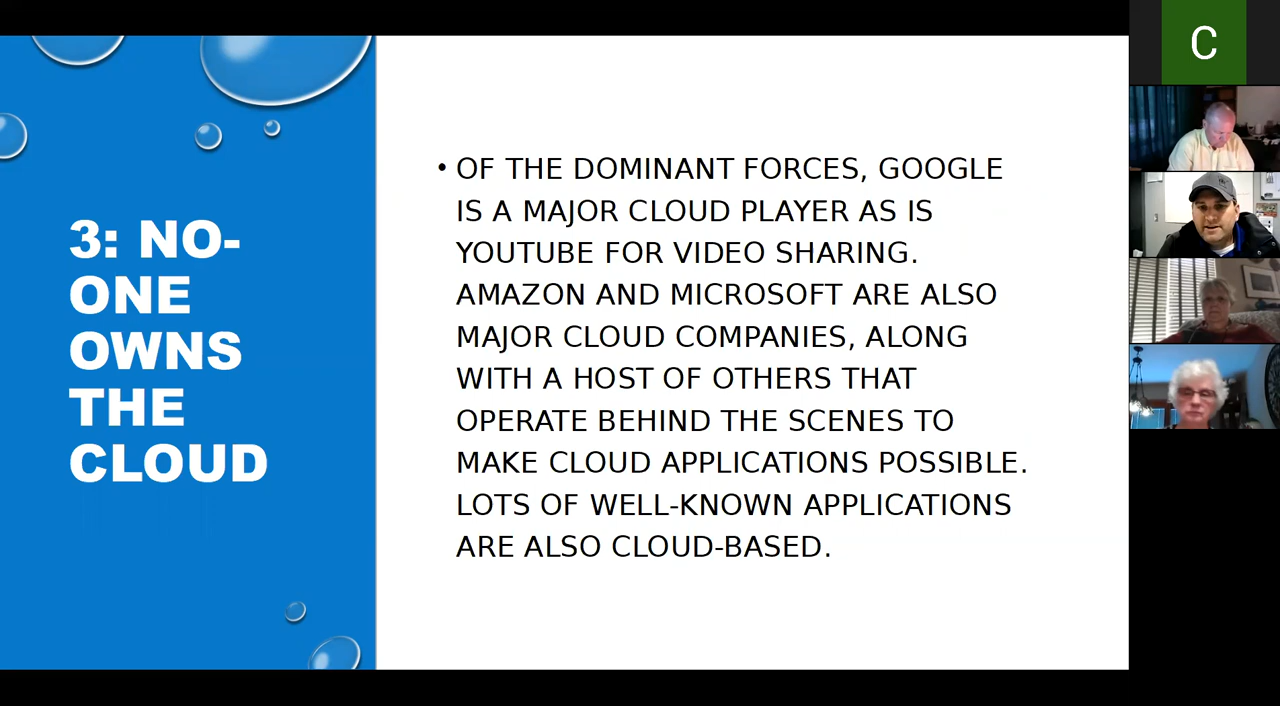 3: NO-
ONE
OWNS
THE
CLOUD
• OF THE DOMINANT FORCES, GOOGLE
IS A MAJOR CLOUD PLAYER AS IS
YOUTUBE FOR VIDEO SHARING.
AMAZON AND MICROSOFT ARE ALSO
MAJOR CLOUD COMPANIES, ALONG
WITH A HOST OF OTHERS THAT
OPERATE BEHIND THE SCENES TO
MAKE CLOUD APPLICATIONS POSSIBLE.
LOTS OF WELL-KNOWN APPLICATIONS
ARE ALSO CLOUD-BASED.
C